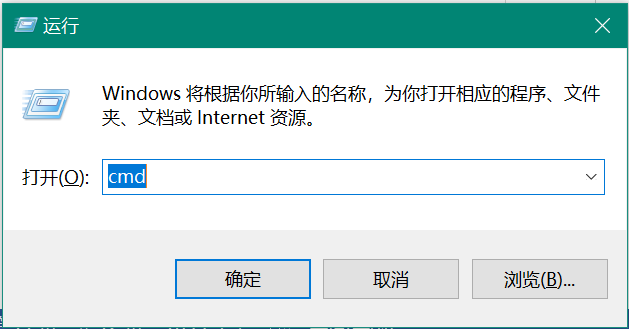 运行
Windows 将根据你所输入的名称，为你打开相应的程序、文件
夹、文档或 Internet 资源。
打开(O): cmd
确定 取消 浏览(B)...